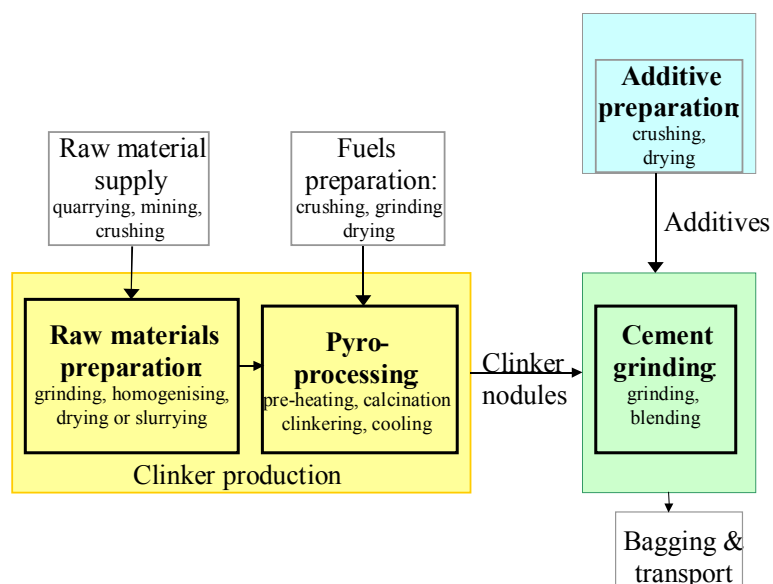 Additive
preparation:
crushing,
drying
Raw material
supply
quarrying, mining,
crushing
Fuels
preparation:
crushing, grinding
drying
Additives
Raw materials
preparation:
grinding, homogenising,
drying or slurrying
Pyro-
processing:
pre-heating, calcination
clinkering, cooling
Clinker
nodules
Cement
grinding:
grinding,
blending
Clinker production
Bagging &
transport